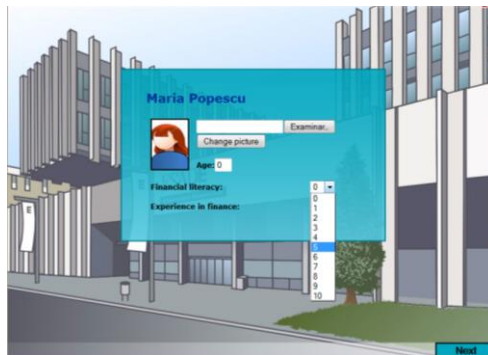 Maria Popescu
Examinar..
Change picture
Age: 0
Financial literacy: 0
Experience in finance:
0
1
2
3
4
5
6
7
8
9
10
E
E
Next